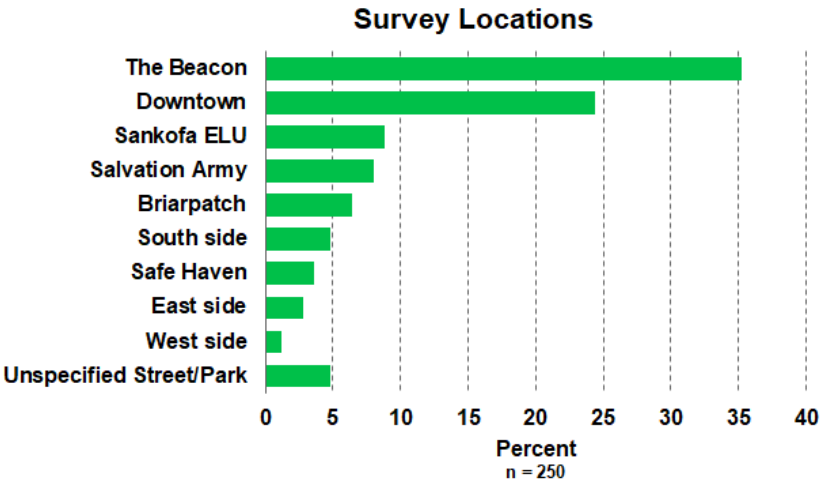 Survey Locations
The Beacon
Downtown
Sankofa ELU
Salvation Army
Briarpatch
South side
Safe Haven
East side
West side
Unspecified Street/Park
0 5 10 15 20 25 30 35 40
Percent
n = 250